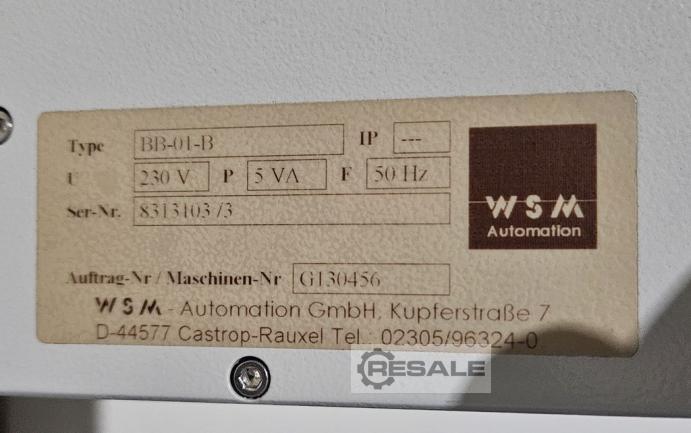 Type BB-01-B IP ---
U 230 V P 5 VA F 50 Hz
Ser-Nr. 8313103/3
WSM
Automation
Auftrag-Nr / Maschinen-Nr G130456
WSM - Automation GmbH, Kupferstraße 7
D-44577 Castrop-Rauxel Tel.: 02305/96324-0
RESALE